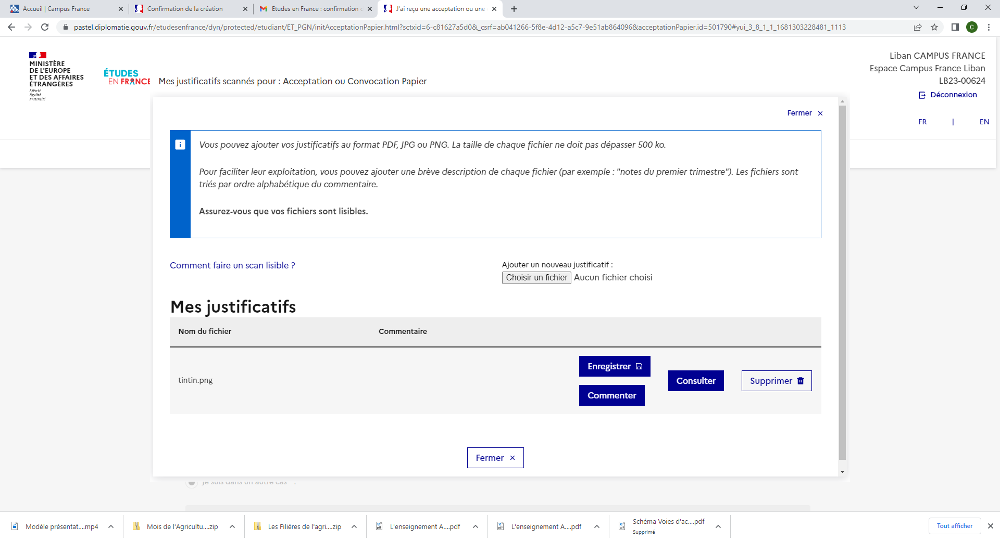 Accueil | Campus France
Confirmation de la création
Etudes en France : confirmation
J'ai reçu une acceptation ou une
pastel.diplomatie.gouv.fr/etudesenfrance/dyn/protected/etudiant/ET_PGN/initAcceptationPapier.html?sctxid=6-c81627a5d0&_csrf=ab041266-5f8e-4d12-a5c7-9e51ab864096&acceptationPapier.id=501790#yui_3_8_1_1_1681303228481_1113
C
MINISTÈRE
DE L'EUROPE
ET DES AFFAIRES
ÉTRANGÈRES
Liberté
Égalité
Fraternité
ÉTUDES
EN FRANCE
Mes justificatifs scannés pour : Acceptation ou Convocation Papier
Liban CAMPUS FRANCE
Espace Campus France Liban
LB23-00624
Déconnexion
FR | EN
Fermer ×
Vous pouvez ajouter vos justificatifs au format PDF, JPG ou PNG. La taille de chaque fichier ne doit pas dépasser 500 ko.
Pour faciliter leur exploitation, vous pouvez ajouter une brève description de chaque fichier (par exemple : "notes du premier trimestre"). Les fichiers sont
triés par ordre alphabétique du commentaire.
Assurez-vous que vos fichiers sont lisibles.
Comment faire un scan lisible ?
Ajouter un nouveau justificatif :
Choisir un fichier Aucun fichier choisi
Mes justificatifs
Nom du fichier Commentaire
tintin.png
Enregistrer
Commenter
Consulter
Supprimer
Fermer ×
Je suis dans un autre cas :
Modèle présentat....mp4
Mois de l'Agricultu....zip
Les Filières de l'agri....zip
L'enseignement A....pdf
L'enseignement A....pdf
Schéma Voies d'ac....pdf
Supprimé
Tout afficher